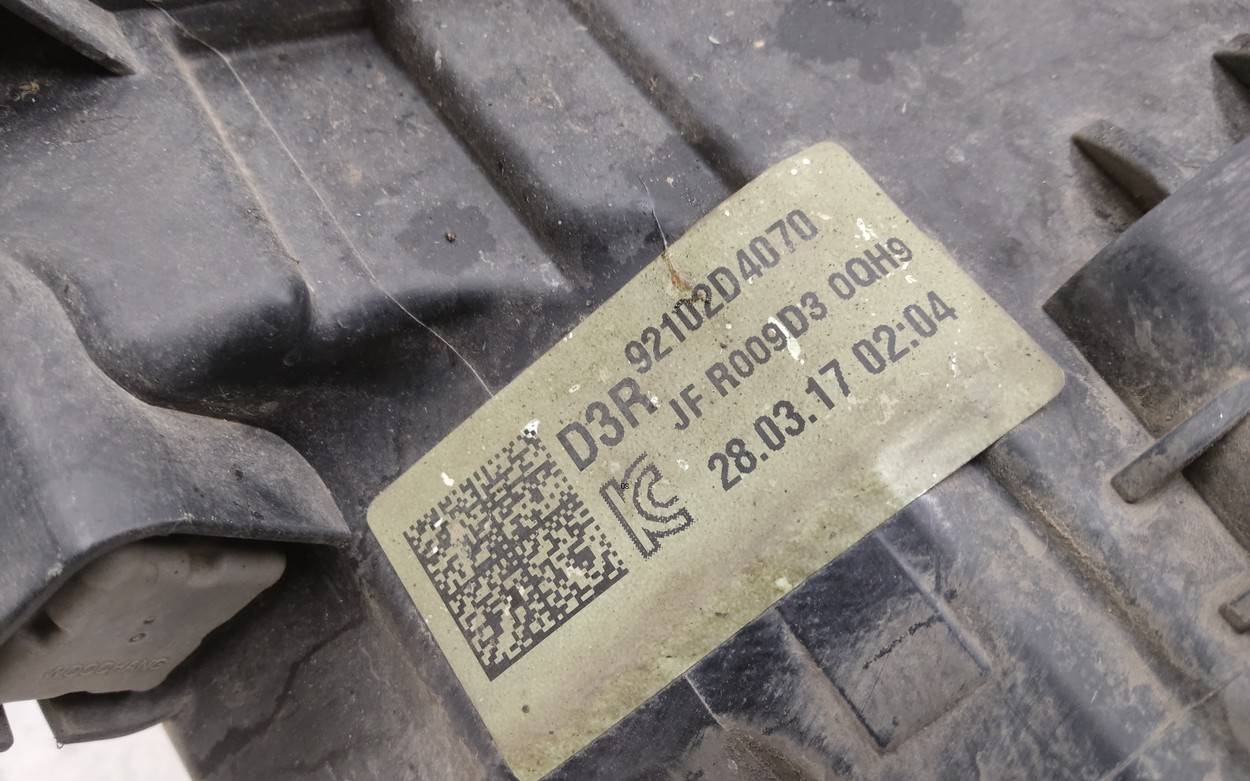 92102D4070
D3R
JF R009D3 0QH9
28.03.17 02:04